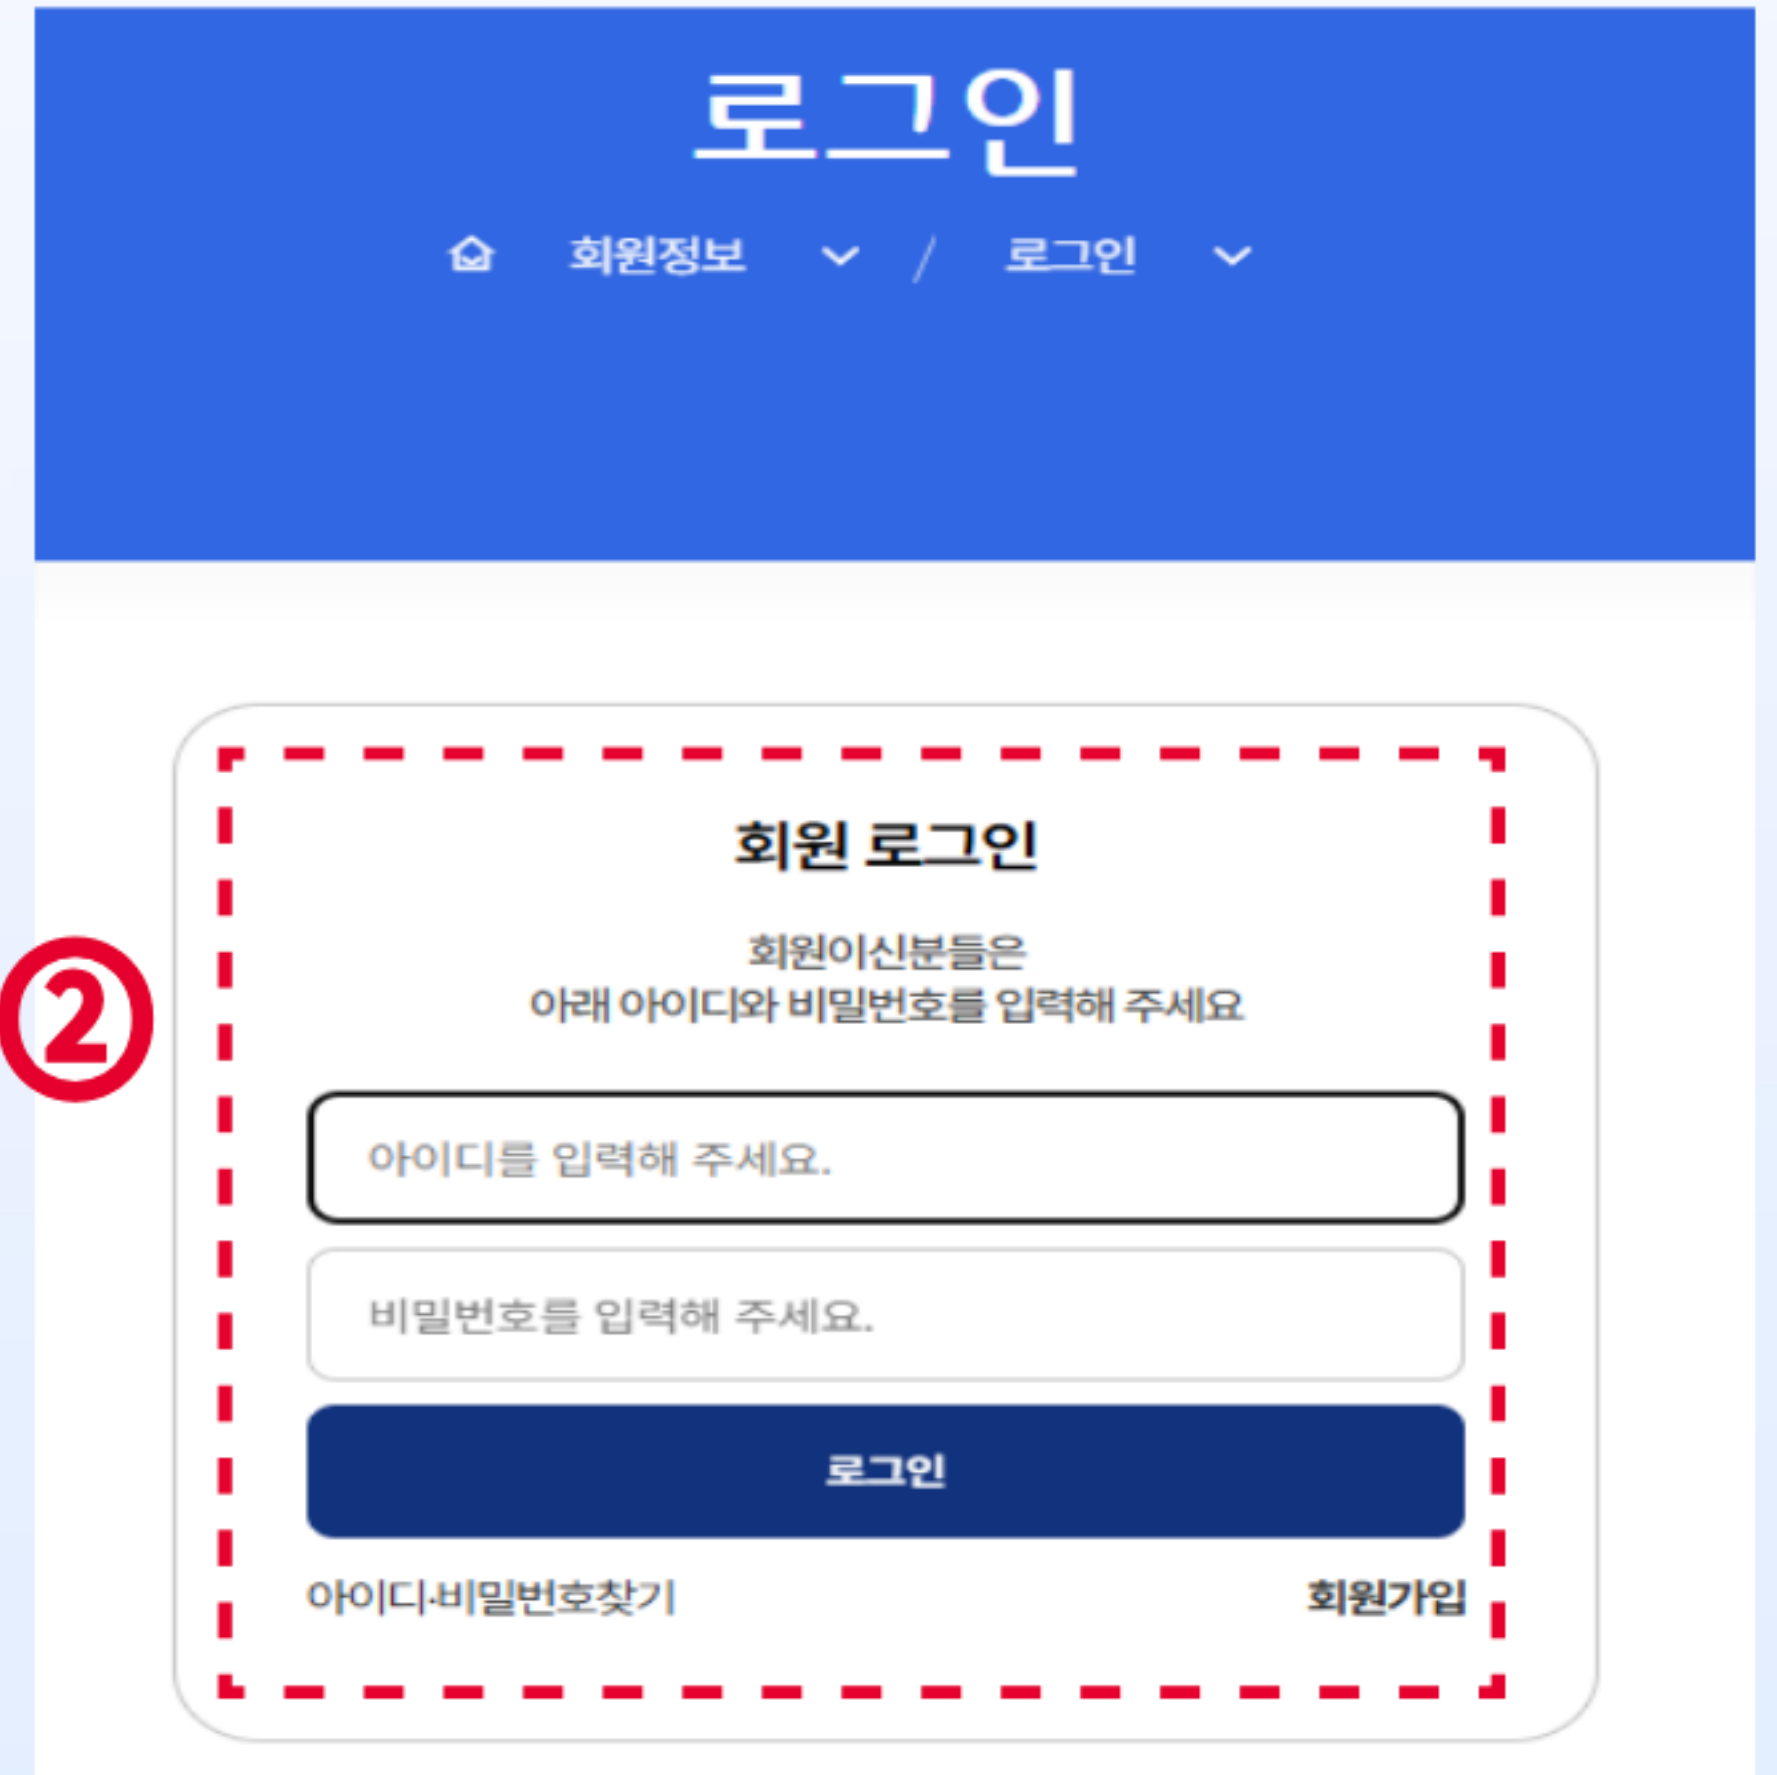 로그인
회원정보 / 로그인
회원 로그인
회원이신분들은
아래 아이디와 비밀번호를 입력해 주세요
②
아이디를 입력해 주세요.
비밀번호를 입력해 주세요.
로그인
아이디·비밀번호찾기 회원가입